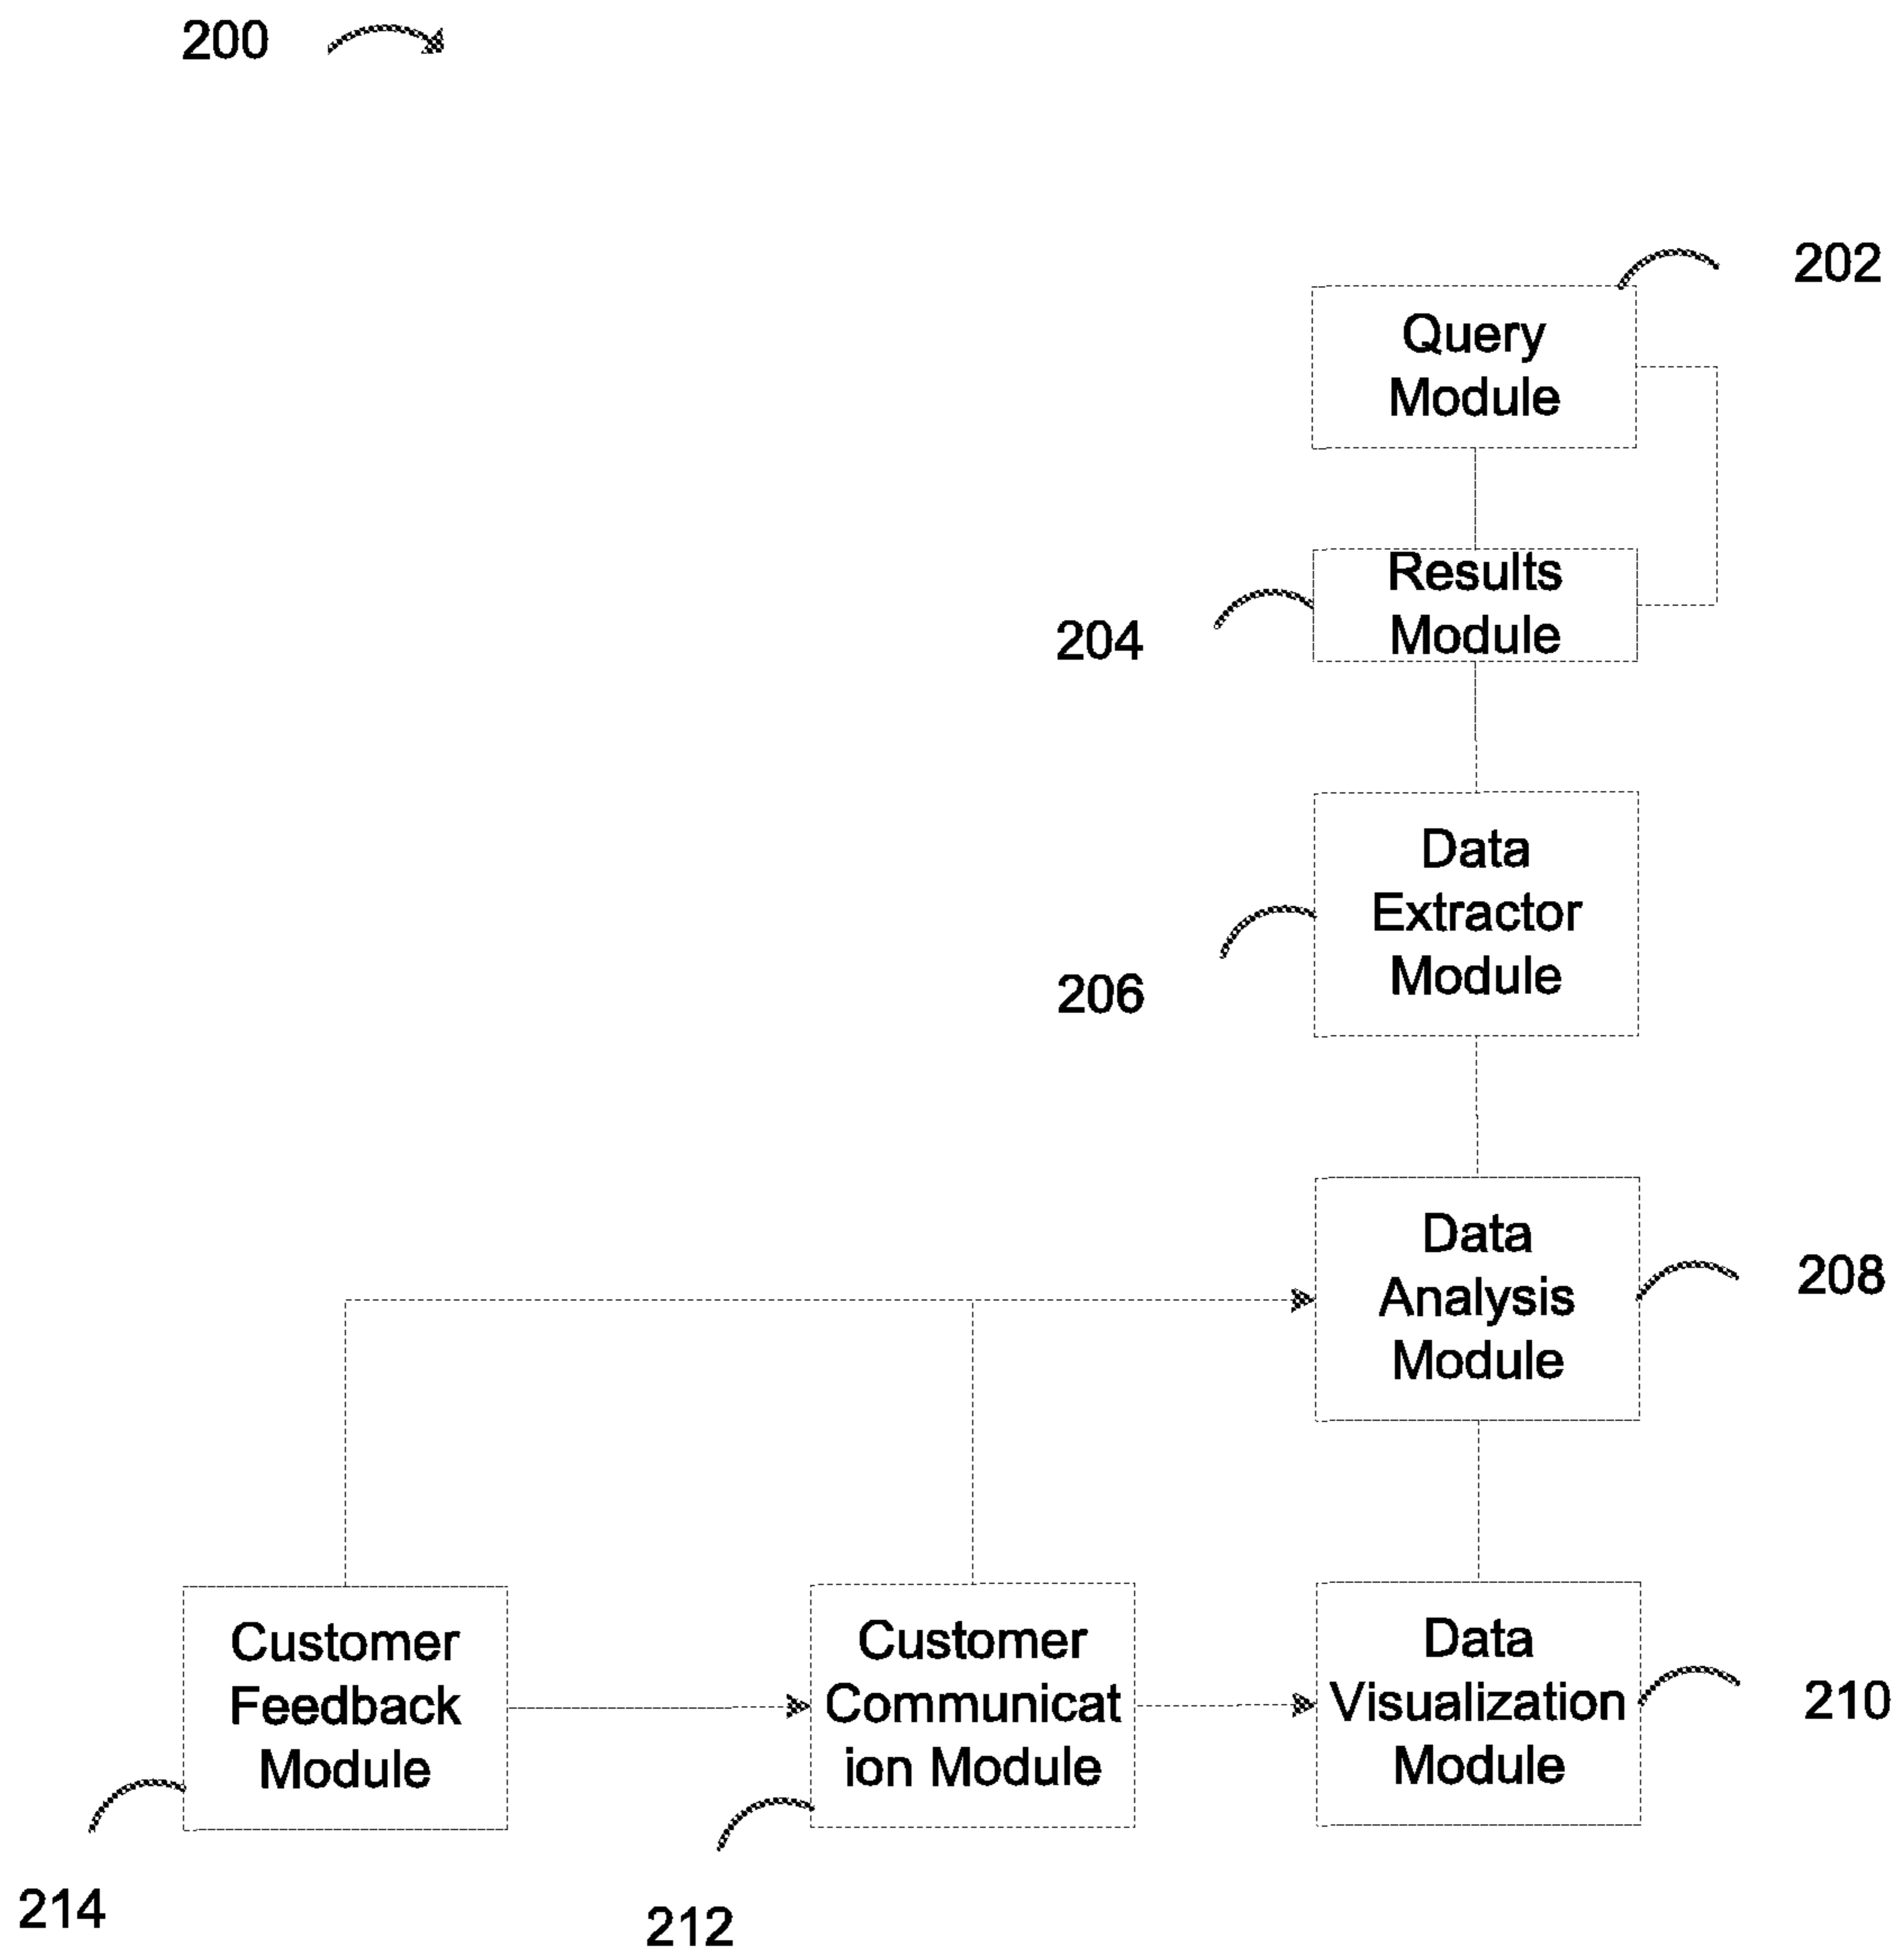 200
202
Query
Module
Results
Module
204
Data
Extractor
Module
206
Data
Analysis
Module
208
Customer
Feedback
Module
Customer
Communicat
ion Module
Data
Visualization
Module
210
214
212